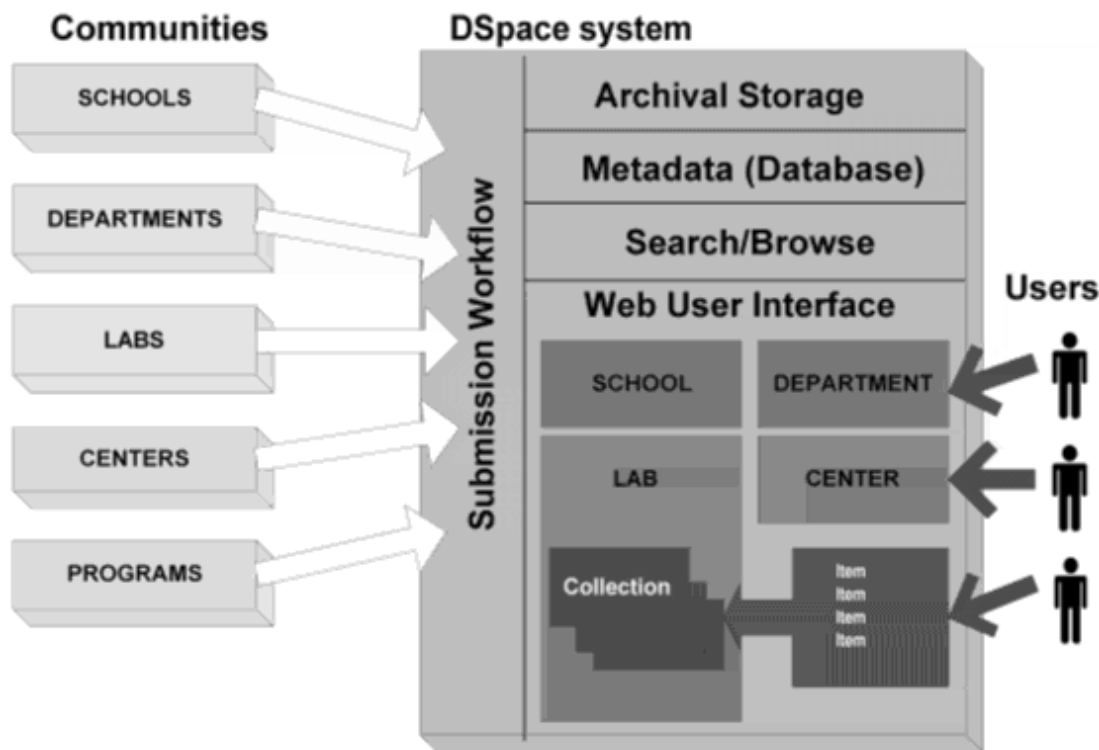 Communities
SCHOOLS
DEPARTMENTS
LABS
CENTERS
PROGRAMS
DSpace system
Submission Workflow
Archival Storage
Metadata (Database)
Search/Browse
Web User Interface
SCHOOL
DEPARTMENT
LAB
CENTER
Collection
Item
Item
Item
Item
Users